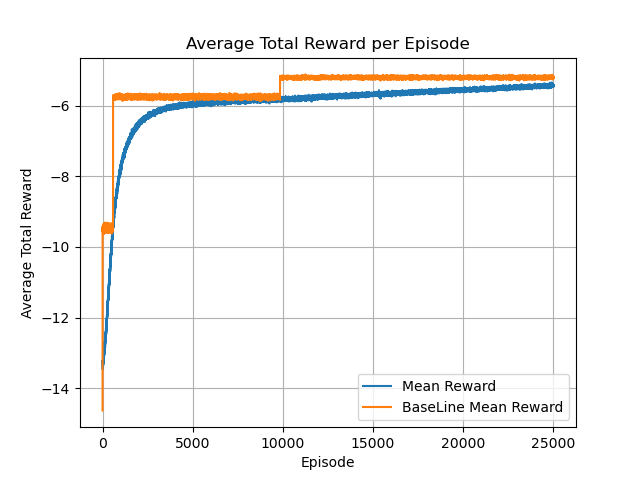 Average Total Reward per Episode
Average Total Reward
−6
−8
−10
−12
−14
Mean Reward
BaseLine Mean Reward
0
5000
10000
15000
20000
25000
Episode